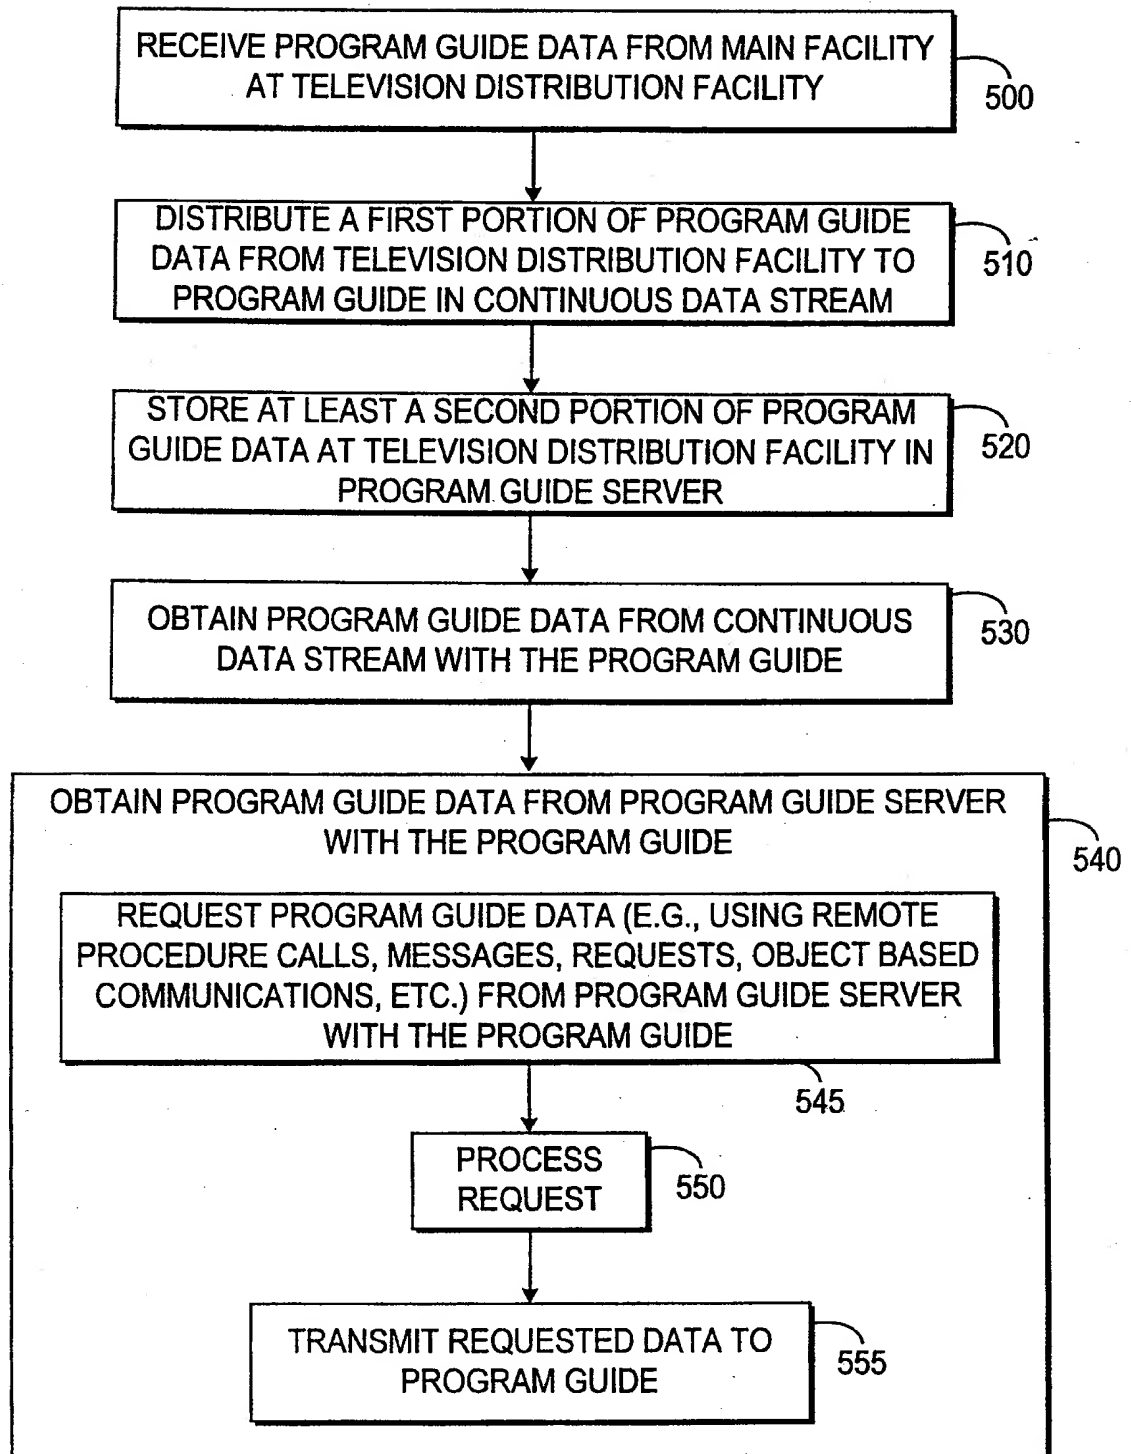 RECEIVE PROGRAM GUIDE DATA FROM MAIN FACILITY
AT TELEVISION DISTRIBUTION FACILITY
500
DISTRIBUTE A FIRST PORTION OF PROGRAM GUIDE
DATA FROM TELEVISION DISTRIBUTION FACILITY TO
PROGRAM GUIDE IN CONTINUOUS DATA STREAM
510
STORE AT LEAST A SECOND PORTION OF PROGRAM
GUIDE DATA AT TELEVISION DISTRIBUTION FACILITY IN
PROGRAM GUIDE SERVER
520
OBTAIN PROGRAM GUIDE DATA FROM CONTINUOUS
DATA STREAM WITH THE PROGRAM GUIDE
530
OBTAIN PROGRAM GUIDE DATA FROM PROGRAM GUIDE SERVER
WITH THE PROGRAM GUIDE
540
REQUEST PROGRAM GUIDE DATA (E.G., USING REMOTE
PROCEDURE CALLS, MESSAGES, REQUESTS, OBJECT BASED
COMMUNICATIONS, ETC.) FROM PROGRAM GUIDE SERVER
WITH THE PROGRAM GUIDE
545
PROCESS
REQUEST
550
TRANSMIT REQUESTED DATA TO
PROGRAM GUIDE
555